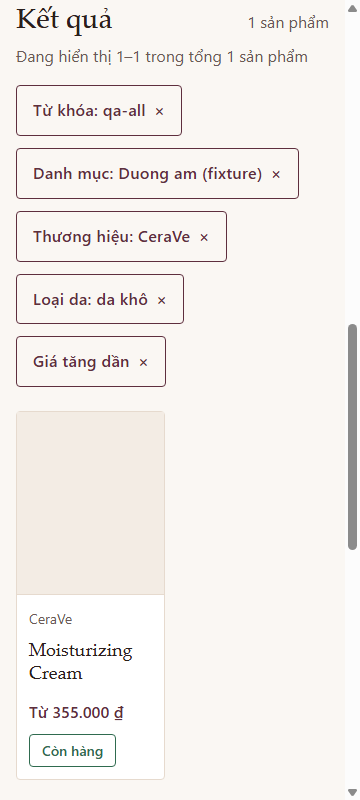 Kết quả
1 sản phẩm
Đang hiển thị 1–1 trong tổng 1 sản phẩm
Từ khóa: qa-all ×
Danh mục: Duong am (fixture) ×
Thương hiệu: CeraVe ×
Loại da: da khô ×
Giá tăng dần ×
CeraVe
Moisturizing
Cream
Từ 355.000 ₫
Còn hàng